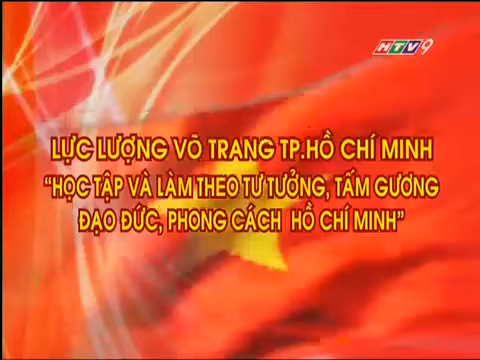 HTV9
LỰC LƯỢNG VÕ TRANG TP.HỒ CHÍ MINH
“HỌC TẬP VÀ LÀM THEO TƯ TƯỞNG, TẤM GƯƠNG
ĐẠO ĐỨC, PHONG CÁCH HỒ CHÍ MINH”